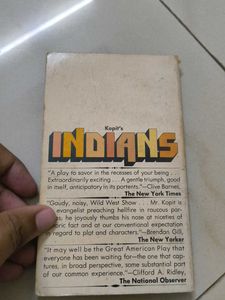 Kopit's
INDIANS
"A play to savor in the recesses of your being . . .
Extraordinarily exciting . . . A gentle triumph, good
in itself, anticipatory in its portents."—Clive Barnes,
The New York Times
"Gaudy, noisy, Wild West Show . . . Mr. Kopit is
evangelist preaching hellfire to raucous
he joyously thumbs his nose at niceties of
oric fact and at our conventional expectations
regard to plot and characters."—Brendan Gill,
The New Yorker
"It may well be the Great American Play that
everyone has been waiting for—the one that cap-
tures, in broad perspective, some substantial part
of our common experience."—Clifford A. Ridley,
The National Observer